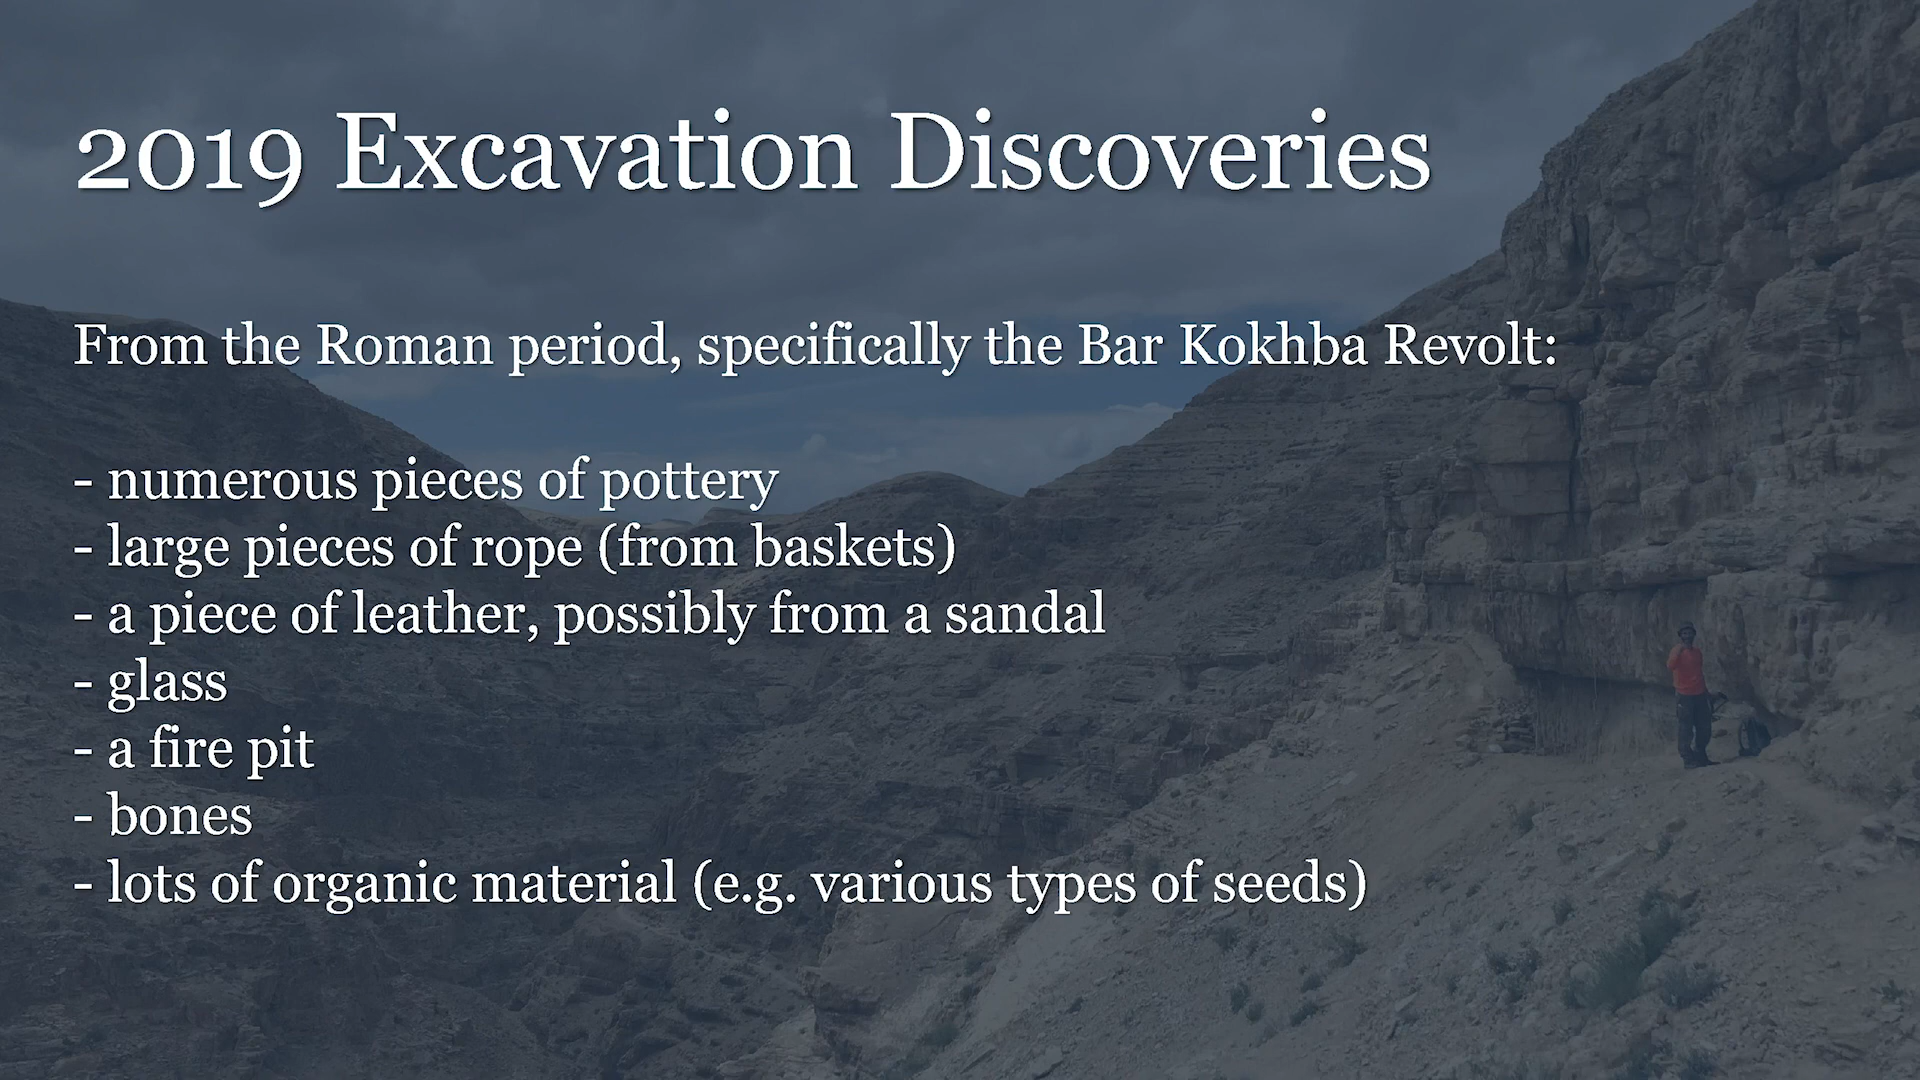 2019 Excavation Discoveries
From the Roman period, specifically the Bar Kokhba Revolt:
- numerous pieces of pottery
- large pieces of rope (from baskets)
- a piece of leather, possibly from a sandal
- glass
- a fire pit
- bones
- lots of organic material (e.g. various types of seeds)